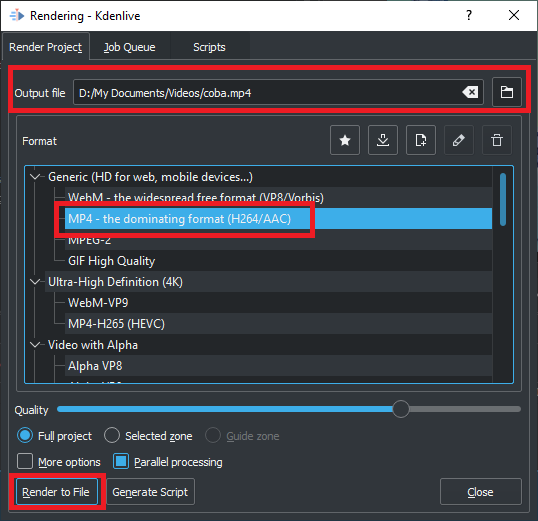 Rendering - Kdenlive
Render Project Job Queue Scripts
Output file D:/My Documents/Videos/coba.mp4
Format
Generic (HD for web, mobile devices...)
WebM - the widespread free format (VP8/Vorbis)
MP4 - the dominating format (H264/AAC)
MPEG-2
GIF High Quality
Ultra-High Definition (4K)
WebM-VP9
MP4-H265 (HEVC)
Video with Alpha
Alpha VP8
Quality
Full project Selected zone Guide zone
More options Parallel processing
Render to File Generate Script Close